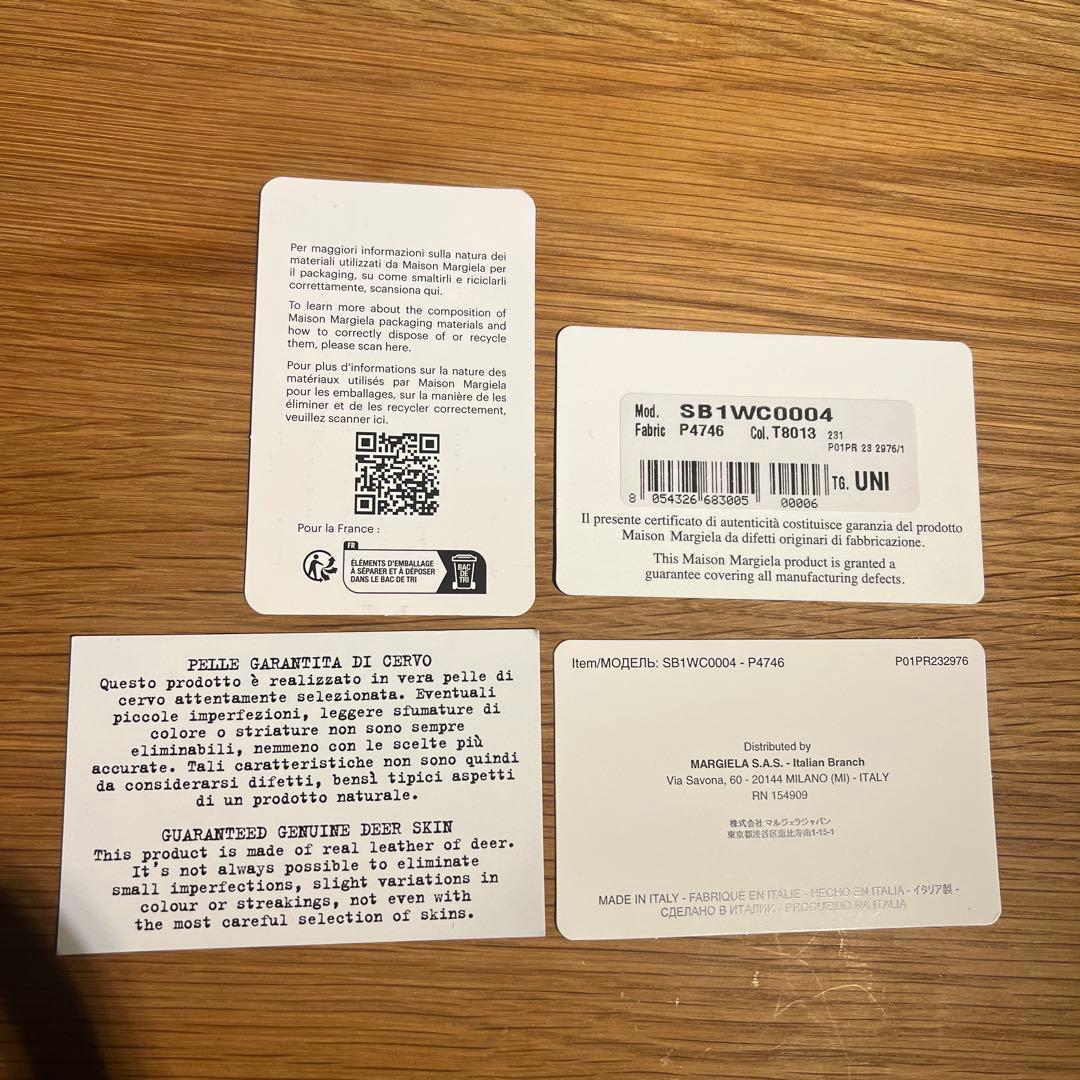 Per maggiori informazioni sulla natura dei
materiali utilizzati da Maison Margiela per
il packaging, su come smaltirli e riciclarli
correttamente, scansiona qui.
To learn more about the composition of
Maison Margiela packaging materials and
how to correctly dispose of or recycle
them, please scan here.
Pour plus d'informations sur la nature des
matériaux utilisés par Maison Margiela
pour les emballages, sur la manière de les
éliminer et de les recycler correctement,
veuillez scanner ici.
Pour la France :
FR
ÉLÉMENTS D'EMBALLAGE
À SÉPARER ET À DÉPOSER
DANS LE BAC DE TRI
BAC
DE
TRI
Mod. SB1WC0004
Fabric P4746 Col. T8013 231
P01PR 23 2976/1
8 054326 683005 00006
TG. UNI
Il presente certificato di autenticità costituisce garanzia del prodotto
Maison Margiela da difetti originari di fabbricazione.
This Maison Margiela product is granted a
guarantee covering all manufacturing defects.
PELLE GARANTITA DI CERVO
Questo prodotto è realizzato in vera pelle di
cervo attentamente selezionata. Eventuali
piccole imperfezioni, leggere sfumature di
colore o striature non sono sempre
eliminabili, nemmeno con le scelte più
accurate. Tali caratteristiche non sono quindi
da considerarsi difetti, bensì tipici aspetti
di un prodotto naturale.
GUARANTEED GENUINE DEER SKIN
This product is made of real leather of deer.
It's not always possible to eliminate
small imperfections, slight variations in
colour or streakings, not even with
the most careful selection of skins.
Item/МОДЕЛЬ: SB1WC0004 - P4746 P01PR232976
Distributed by
MARGIELA S.A.S. - Italian Branch
Via Savona, 60 - 20144 MILANO (MI) - ITALY
RN 154909
株式会社 マルジェラジャパン
東京都渋谷区恵比寿南1-15-1
MADE IN ITALY - FABRIQUÉ EN ITALIE - HECHO EN ITALIA - イタリア製 -
СДЕЛАНО В ИТАЛИИ - PRODUZIDO NA ITALIA